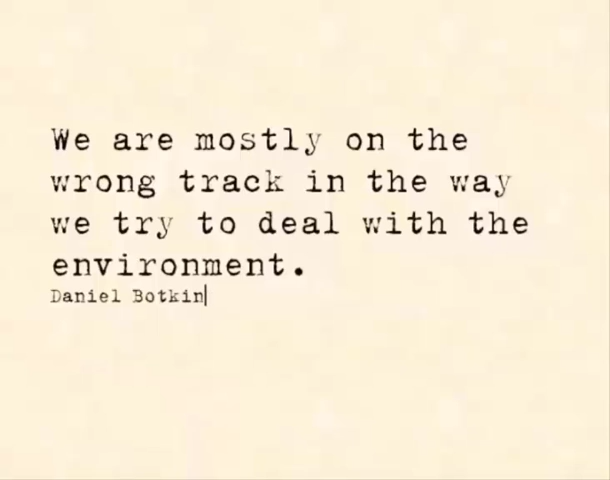 We are mostly on the
wrong track in the way
we try to deal with the
environment.
Daniel Botkin